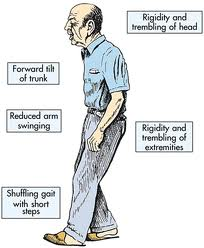 Rigidity and
trembling of head
Forward tilt
of trunk
Reduced arm
swinging
Rigidity and
trembling of
extremities
Shuffling gait
with short
steps